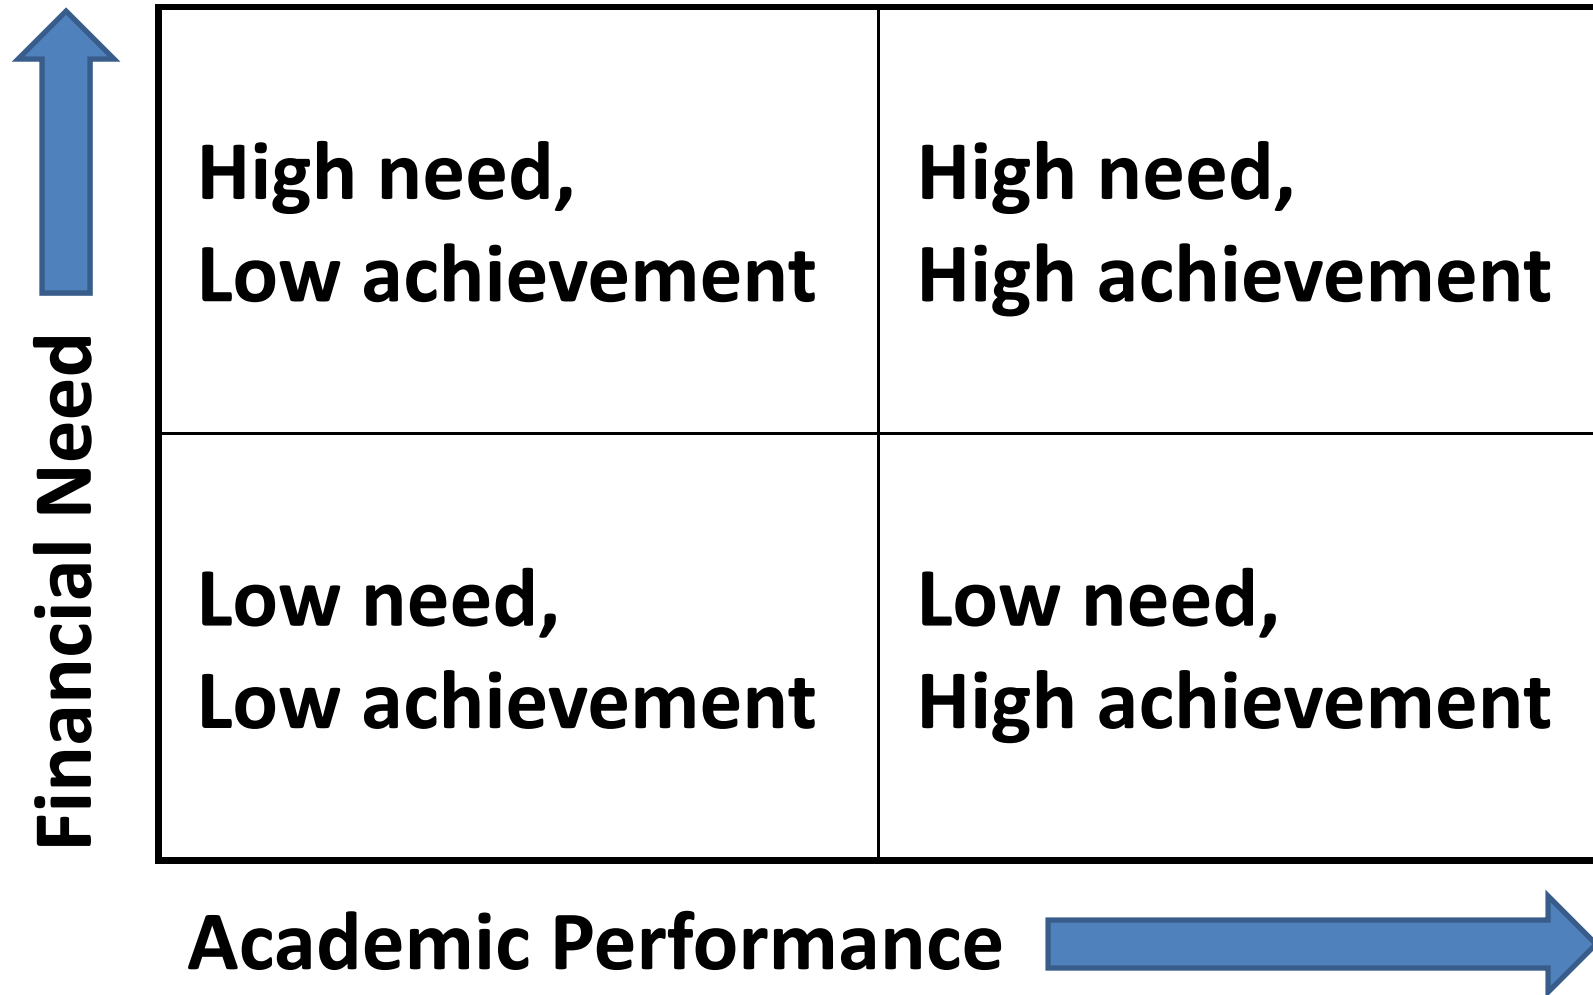 High need,
Low achievement
High need,
High achievement
Financial Need
Low need,
Low achievement
Low need,
High achievement
Academic Performance